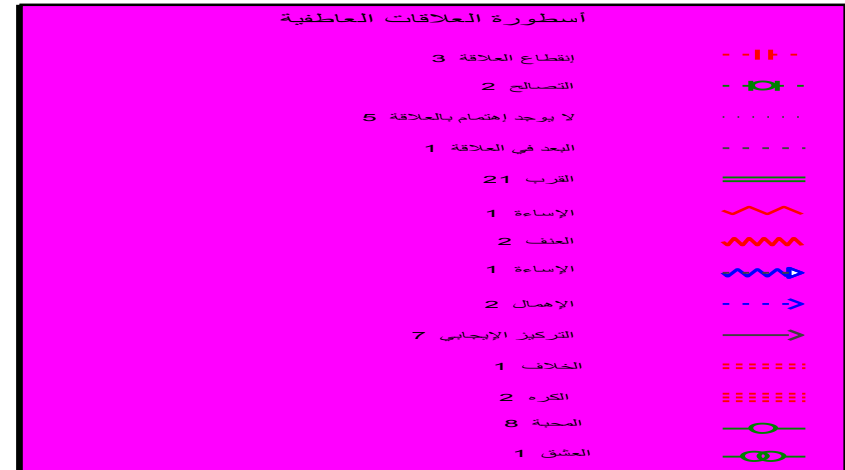 أسطورة العلاقات العاطفية
إنقطاع العلاقة 3
التصالح 2
لا يوجد إهتمام بالعلاقة 5
البعد في العلاقة 1
القرب 21
الإساءة 1
العنف 2
الإساءة 1
الإهمال 2
التركيز الإيجابي 7
الخلاف 1
الكره 2
المحبة 8
العشق 1